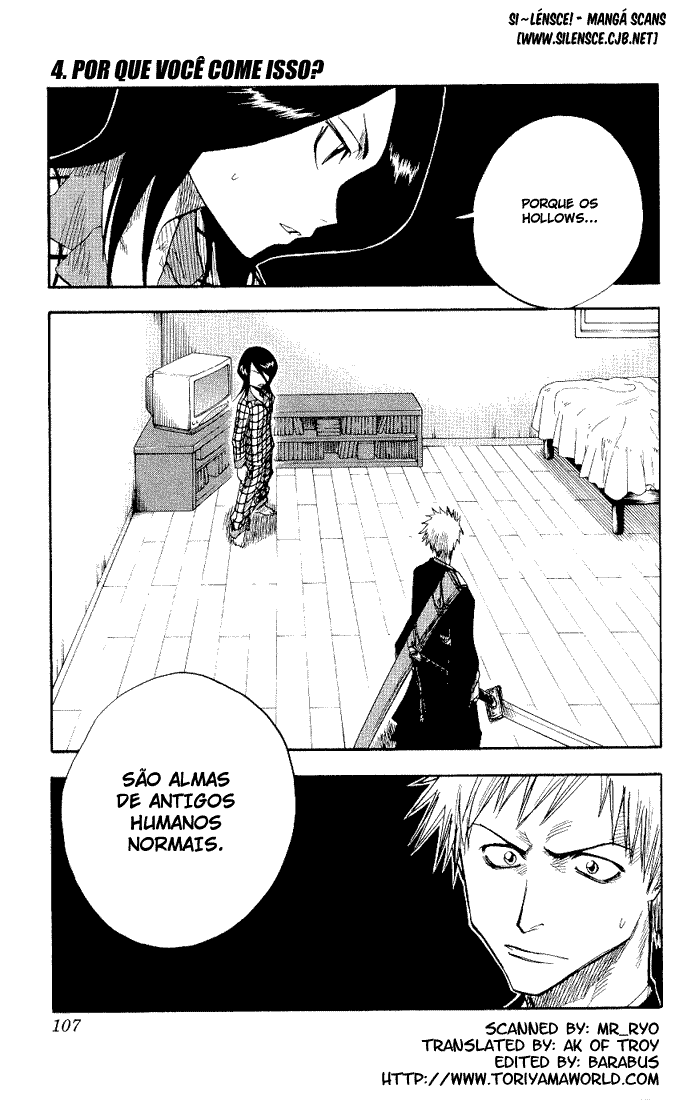 SI~LÉNSCE! - MANGÁ SCANS
[WWW.SILENSCE.CJB.NET]
4. POR QUE VOCÊ COME ISSO?
PORQUE OS
HOLLOWS...
SÃO ALMAS
DE ANTIGOS
HUMANOS
NORMAIS.
107
SCANNED BY: MR_RYO
TRANSLATED BY: AK OF TROY
EDITED BY: BARABUS
HTTP://WWW.TORIYAMAWORLD.COM